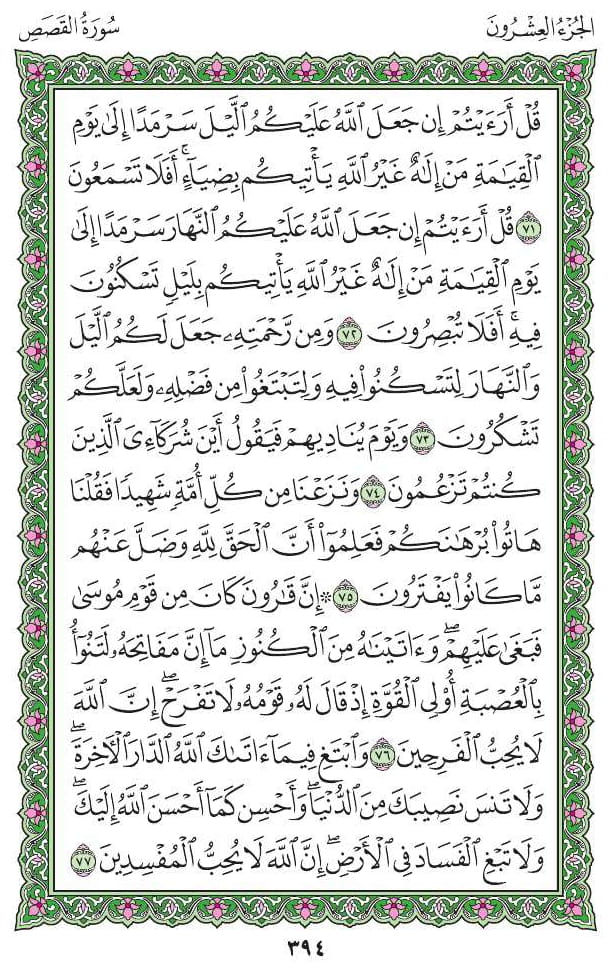 الجُزْءُ العِشْرُونَ
سُورَةُ القَصَصِ
قُلْ أَرَءَيْتُمْ إِن جَعَلَ ٱللَّهُ عَلَيْكُمُ ٱلَّيْلَ سَرْمَدًا إِلَىٰ يَوْمِ
ٱلْقِيَٰمَةِ مَنْ إِلَٰهٌ غَيْرُ ٱللَّهِ يَأْتِيكُم بِضِيَآءٍ ۖ أَفَلَا تَسْمَعُونَ
٧١ قُلْ أَرَءَيْتُمْ إِن جَعَلَ ٱللَّهُ عَلَيْكُمُ ٱلنَّهَارَ سَرْمَدًا إِلَىٰ
يَوْمِ ٱلْقِيَٰمَةِ مَنْ إِلَٰهٌ غَيْرُ ٱللَّهِ يَأْتِيكُم بِلَيْلٍ تَسْكُنُونَ
فِيهِ ۚ أَفَلَا تُبْصِرُونَ ٧٢ وَمِن رَّحْمَتِهِۦ جَعَلَ لَكُمُ ٱلَّيْلَ
وَٱلنَّهَارَ لِتَسْكُنُوا۟ فِيهِ وَلِتَبْتَغُوا۟ مِن فَضْلِهِۦ وَلَعَلَّكُمْ
تَشْكُرُونَ ٧٣ وَيَوْمَ يُنَادِيهِمْ فَيَقُولُ أَيْنَ شُرَكَآءِىَ ٱلَّذِينَ
كُنتُمْ تَزْعُمُونَ ٧٤ وَنَزَعْنَا مِن كُلِّ أُمَّةٍ شَهِيدًا فَقُلْنَا
هَاتُوا۟ بُرْهَٰنَكُمْ فَعَلِمُوٓا۟ أَنَّ ٱلْحَقَّ لِلَّهِ وَضَلَّ عَنْهُم
مَّا كَانُوا۟ يَفْتَرُونَ ٧٥ ۞ إِنَّ قَٰرُونَ كَانَ مِن قَوْمِ مُوسَىٰ
فَبَغَىٰ عَلَيْهِمْ ۖ وَءَاتَيْنَٰهُ مِنَ ٱلْكُنُوزِ مَآ إِنَّ مَفَاتِحَهُۥ لَتَنُوٓأُ
بِٱلْعُصْبَةِ أُو۟لِى ٱلْقُوَّةِ إِذْ قَالَ لَهُۥ قَوْمُهُۥ لَا تَفْرَحْ ۖ إِنَّ ٱللَّهَ
لَا يُحِبُّ ٱلْفَرِحِينَ ٧٦ وَٱبْتَغِ فِيمَآ ءَاتَىٰكَ ٱللَّهُ ٱلدَّارَ ٱلْءَاخِرَةَ ۖ
وَلَا تَنسَ نَصِيبَكَ مِنَ ٱلدُّنْيَا ۖ وَأَحْسِن كَمَآ أَحْسَنَ ٱللَّهُ إِلَيْكَ ۖ
وَلَا تَبْغِ ٱلْفَسَادَ فِى ٱلْأَرْضِ ۖ إِنَّ ٱللَّهَ لَا يُحِبُّ ٱلْمُفْسِدِينَ ٧٧
٣٩٤